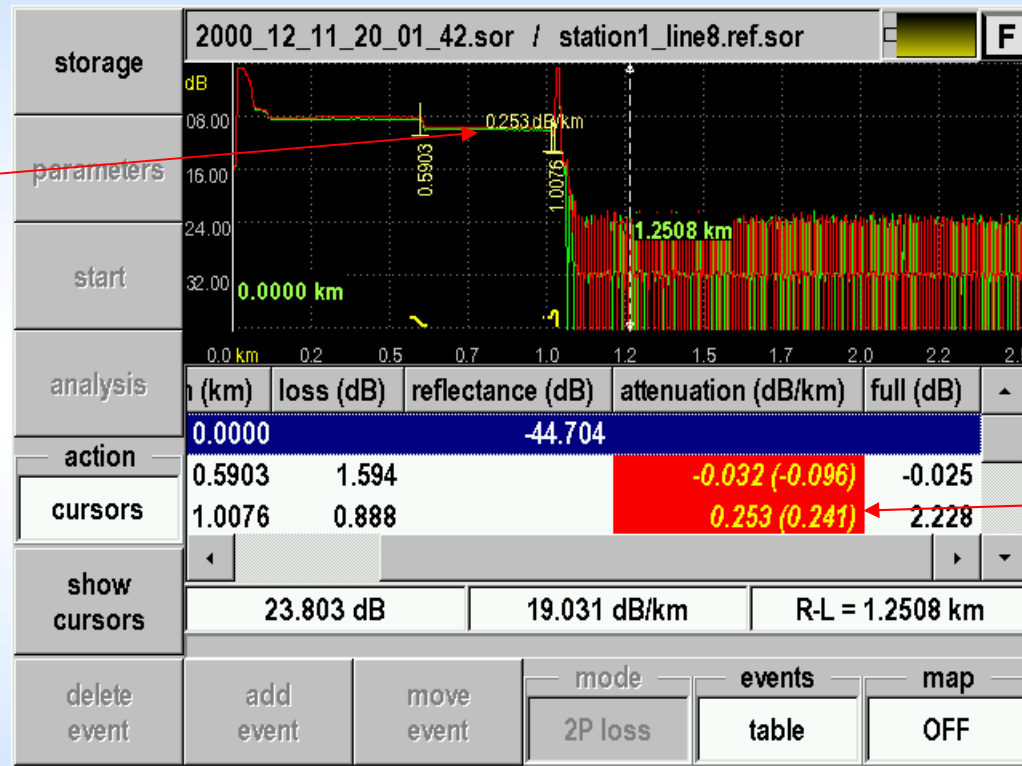 storage
2000_12_11_20_01_42.sor / station1_line8.ref.sor
F
parameters
start
analysis
action
cursors
show
cursors
dB
08.00
16.00
24.00
32.00
0.253 dB/km
0.5903
1.0076
1.2508 km
0.0000 km
0.0 km 0.2 0.5 0.7 1.0 1.2 1.5 1.7 2.0 2.2
(km) loss (dB) reflectance (dB) attenuation (dB/km) full (dB)
0.0000 -44.704
0.5903 1.594 -0.032 (-0.096) -0.025
1.0076 0.888 0.253 (0.241) 2.228
23.803 dB 19.031 dB/km R-L = 1.2508 km
delete
event
add
event
move
event
mode
2P loss
events
table
map
OFF